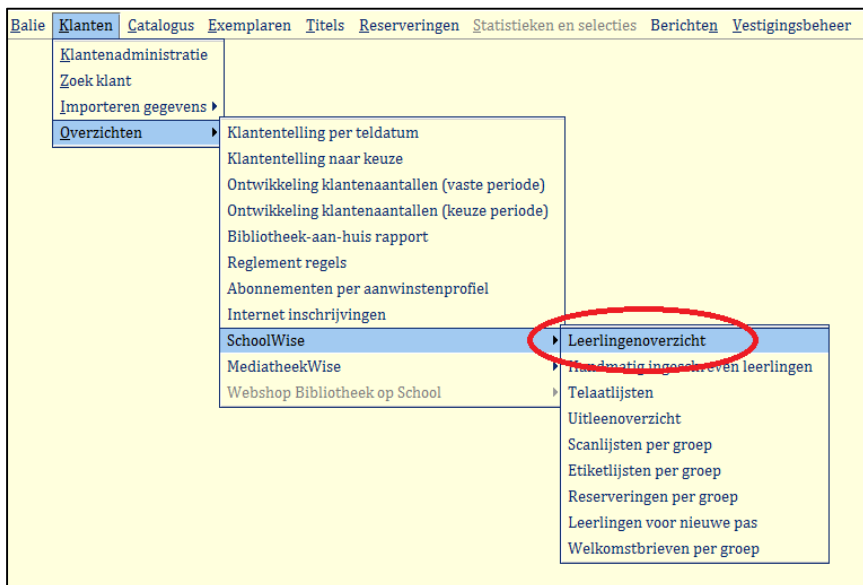 Balie Klanten Catalogus Exemplaren Titels Reserveringen Statistieken en selecties Berichten Vestigingsbeheer
Klantenadministratie
Zoek klant
Importeren gegevens
Overzichten
Klantentelling per teldatum
Klantentelling naar keuze
Ontwikkeling klantenaantallen (vaste periode)
Ontwikkeling klantenaantallen (keuze periode)
Bibliotheek-aan-huis rapport
Reglement regels
Abonnementen per aanwinstenprofiel
Internet inschrijvingen
SchoolWise
MediatheekWise
Webshop Bibliotheek op School
Leerlingenoverzicht
Handmatig ingeschreven leerlingen
Telaatlijsten
Uitleenoverzicht
Scanlijsten per groep
Etiketlijsten per groep
Reserveringen per groep
Leerlingen voor nieuwe pas
Welkomstbrieven per groep